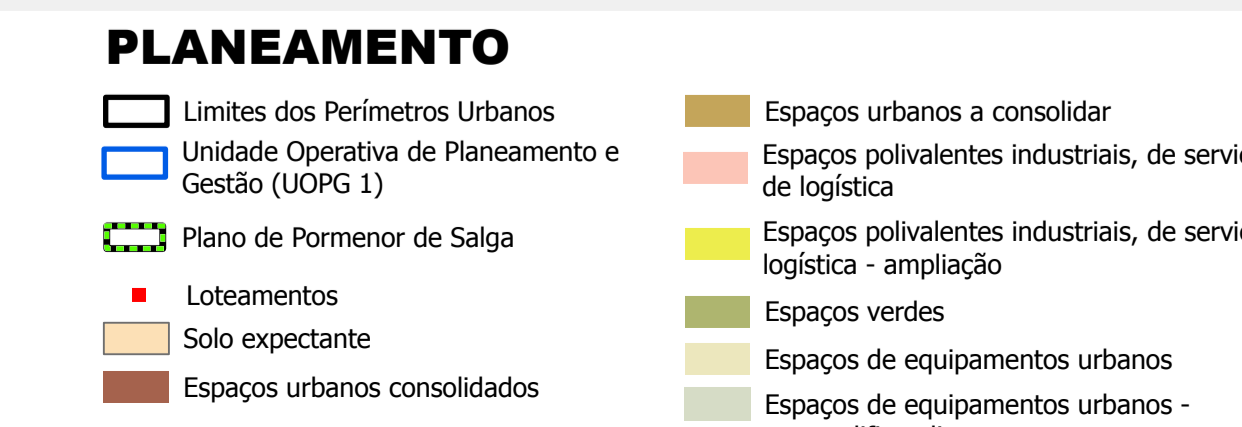 PLANEAMENTO
Limites dos Perímetros Urbanos
Unidade Operativa de Planeamento e
Gestão (UOPG 1)
Plano de Pormenor de Salga
Loteamentos
Solo expectante
Espaços urbanos consolidados
Espaços urbanos a consolidar
Espaços polivalentes industriais, de
de logística
Espaços polivalentes industriais, de
logística - ampliação
Espaços verdes
Espaços de equipamentos urbanos
Espaços de equipamentos urbanos -